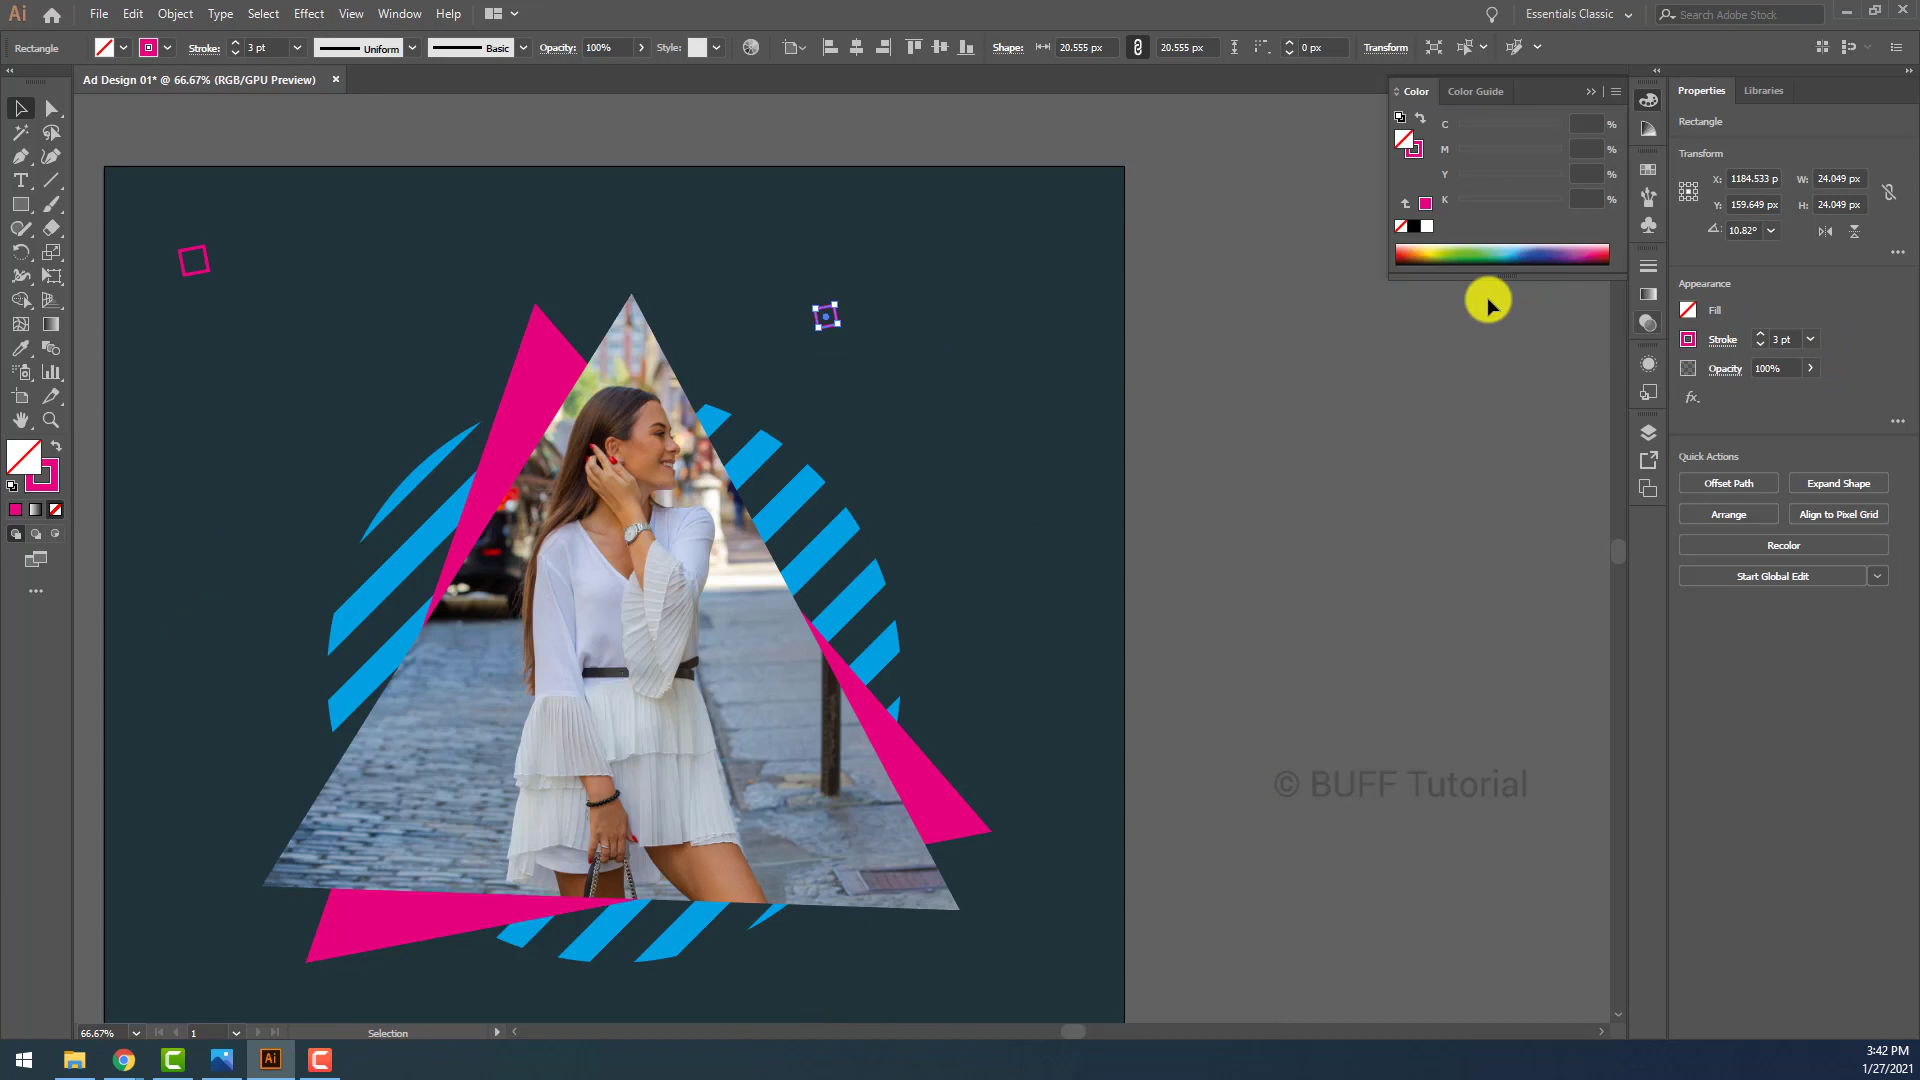 Ai File Edit Object Type Select Effect View Window Help Essentials Classic Search Adobe Stock
Rectangle Stroke: 3 pt Uniform Basic Opacity: 100% Style: Shape: 20.555 px 20.555 px 0 px Transform
Ad Design 01* @ 66.67% (RGB/GPU Preview) ×
Color Color Guide
C %
M %
Y %
K %
Properties Libraries
Rectangle
Transform
X: 1184.533 p W: 24.049 px
Y: 159.649 px H: 24.049 px
10.82°
Appearance
Fill
Stroke 3 pt
Opacity 100%
fx.
Quick Actions
Offset Path Expand Shape
Arrange Align to Pixel Grid
Recolor
Start Global Edit
© BUFF Tutorial
66.67% 1 Selection
Ai
3:42 PM
1/27/2021